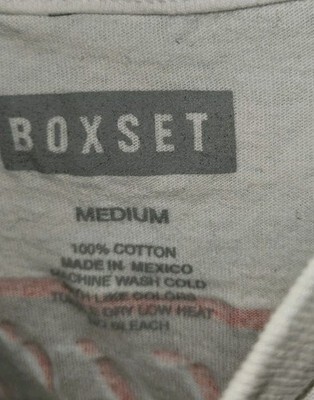 BOXSET
MEDIUM
100% COTTON
MADE IN MEXICO
MACHINE WASH COLD
LIKE COLORS
DRY LOW HEAT
BLEACH